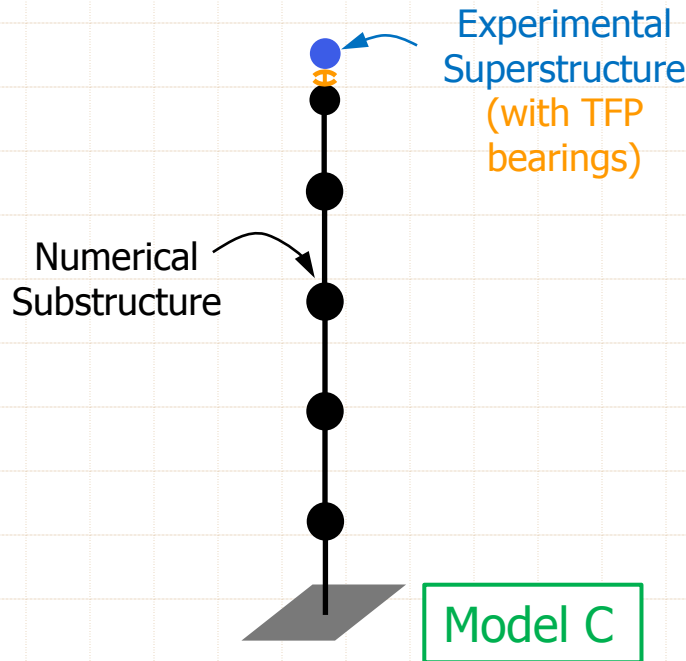 Experimental
Superstructure
(with TFP
bearings)
Numerical
Substructure
Model C